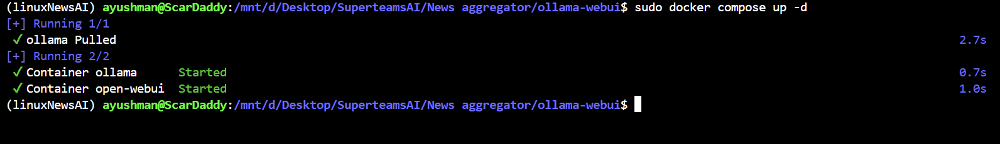 (linuxNewsAI) ayushman@ScarDaddy:/mnt/d/Desktop/SuperteamsAI/News aggregator/ollama-webui$ sudo docker compose up -d
[+] Running 1/1
✓ ollama Pulled 2.7s
[+] Running 2/2
✓ Container ollama Started 0.7s
✓ Container open-webui Started 1.0s
(linuxNewsAI) ayushman@ScarDaddy:/mnt/d/Desktop/SuperteamsAI/News aggregator/ollama-webui$